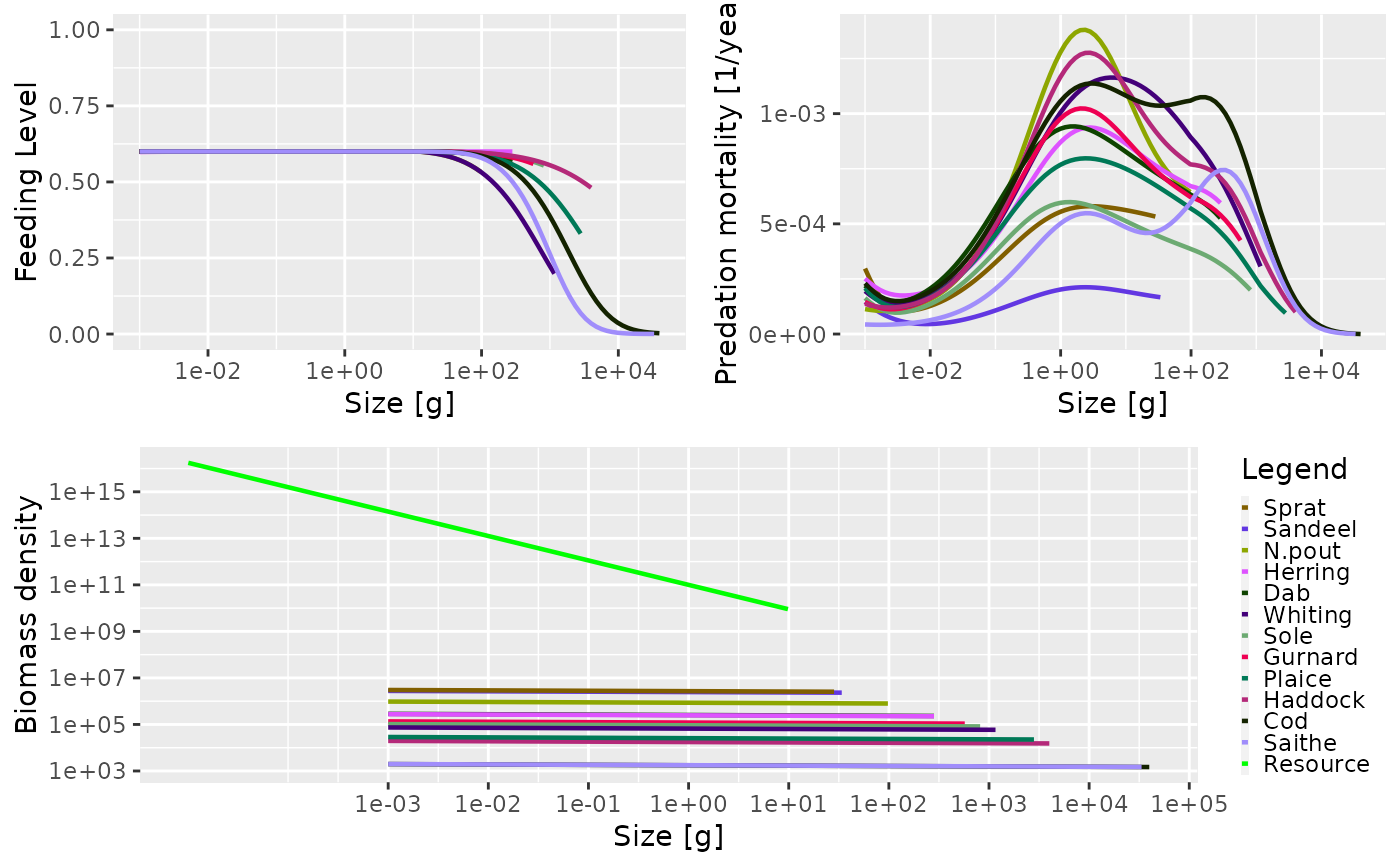 1.00
0.75
0.50
0.25
0.00
Feeding Level
1e-02 1e+00 1e+02 1e+04
Size [g]
1e-03
5e-04
0e+00
Predation mortality [1/yea
1e-02 1e+00 1e+02 1e+04
Size [g]
1e+15
1e+13
1e+11
1e+09
1e+07
1e+05
1e+03
Biomass density
1e-03 1e-02 1e-01 1e+00 1e+01 1e+02 1e+03 1e+04 1e+05
Size [g]
Legend
Sprat
Sandeel
N.pout
Herring
Dab
Whiting
Sole
Gurnard
Plaice
Haddock
Cod
Saithe
Resource